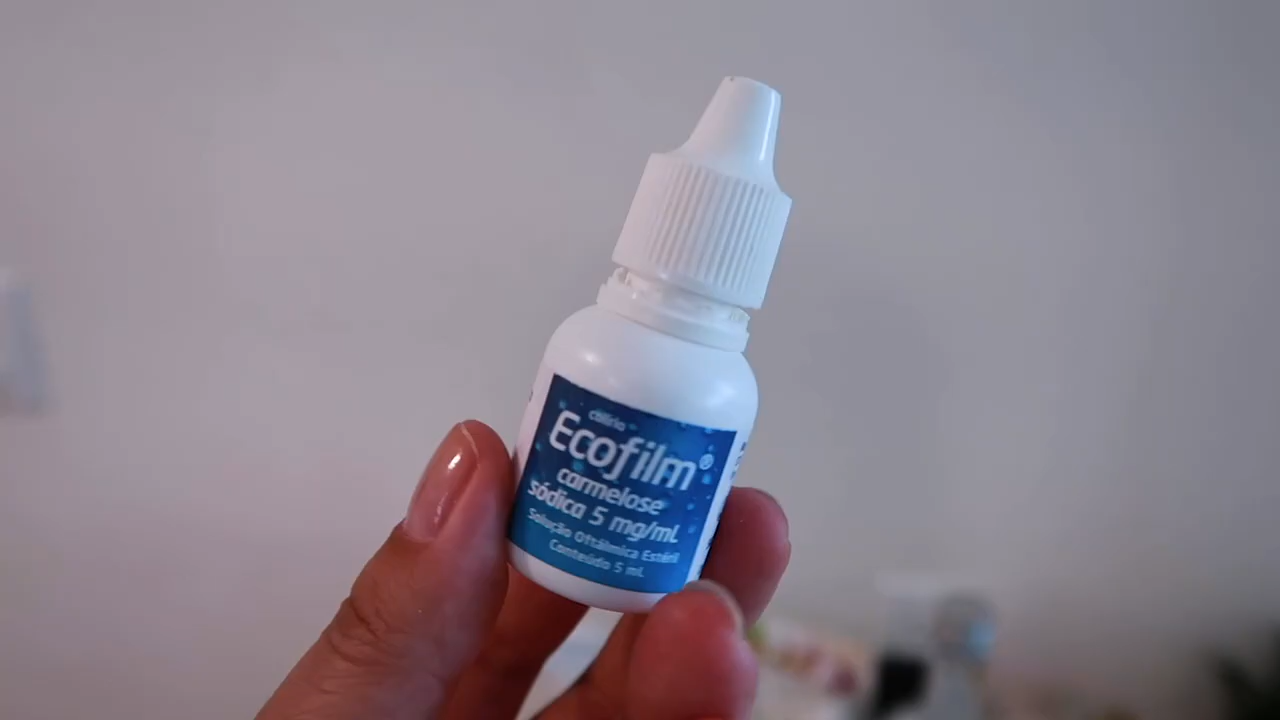 colírio
Ecofilm®
carmelose
sódica 5 mg/mL
Solução Oftálmica Estéril
Conteúdo 5 mL